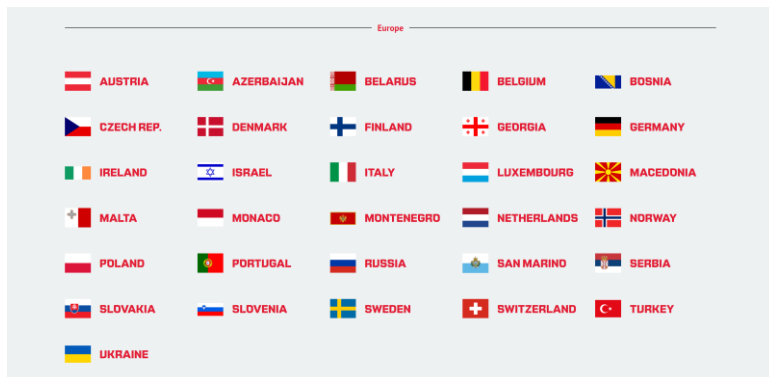 Europe
AUSTRIA AZERBAIJAN BELARUS BELGIUM BOSNIA
CZECH REP. DENMARK FINLAND GEORGIA GERMANY
IRELAND ISRAEL ITALY LUXEMBOURG MACEDONIA
MALTA MONACO MONTENEGRO NETHERLANDS NORWAY
POLAND PORTUGAL RUSSIA SAN MARINO SERBIA
SLOVAKIA SLOVENIA SWEDEN SWITZERLAND TURKEY
UKRAINE